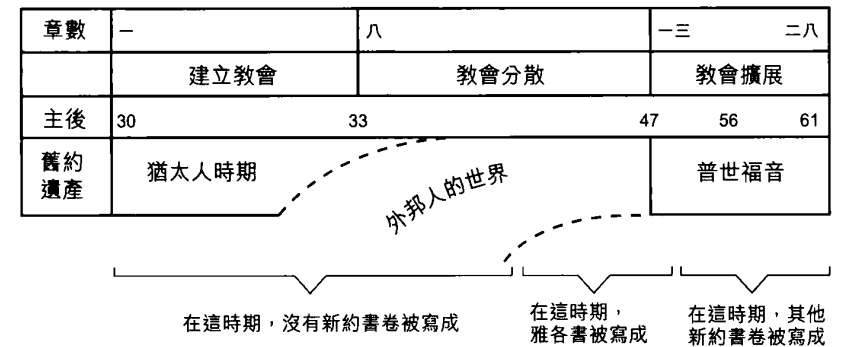 章數 一 八 一三 二八
建立教會 教會分散 教會擴展
主後 30 33 47 56 61
舊約
遺產
猶太人時期 外邦人的世界 普世福音
在這時期，沒有新約書卷被寫成
在這時期，
雅各書被寫成
在這時期，其他
新約書卷被寫成